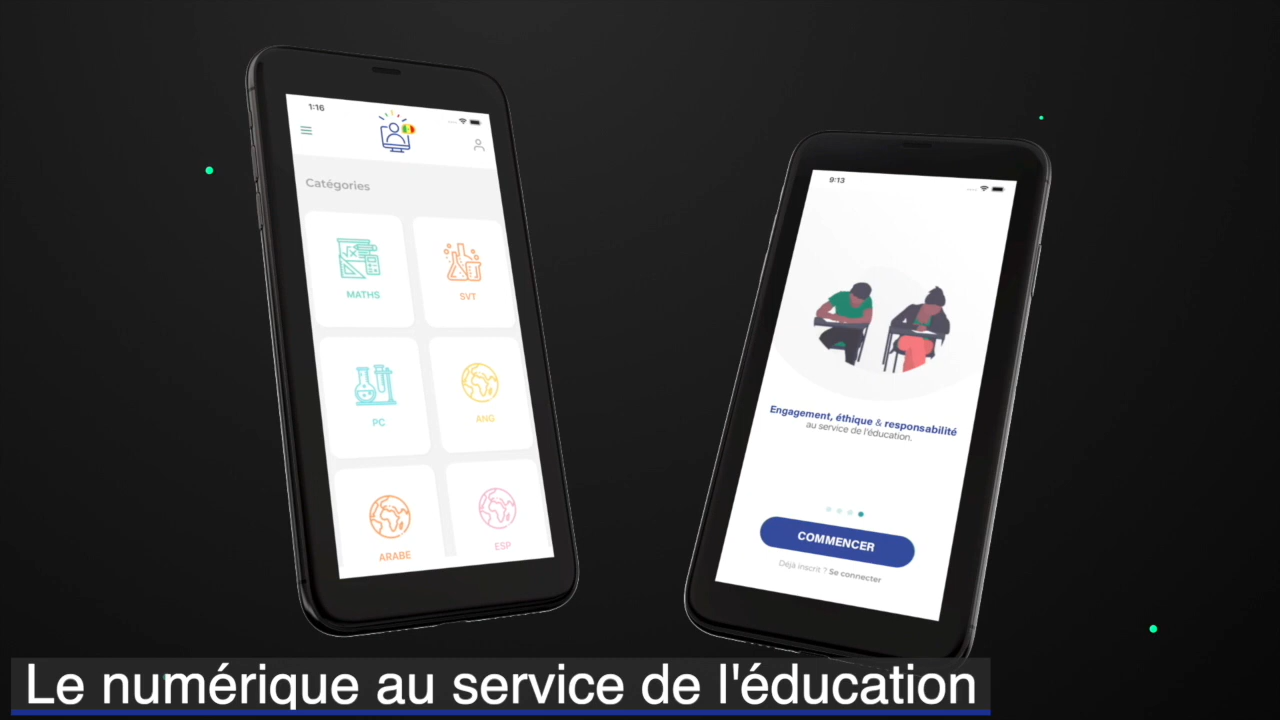 1:16
Catégories
MATHS
SVT
PC
ANG
ARABE
ESP
9:13
Engagement, éthique & responsabilité
au service de l'éducation.
COMMENCER
Déjà inscrit ? Se connecter
Le numérique au service de l'éducation